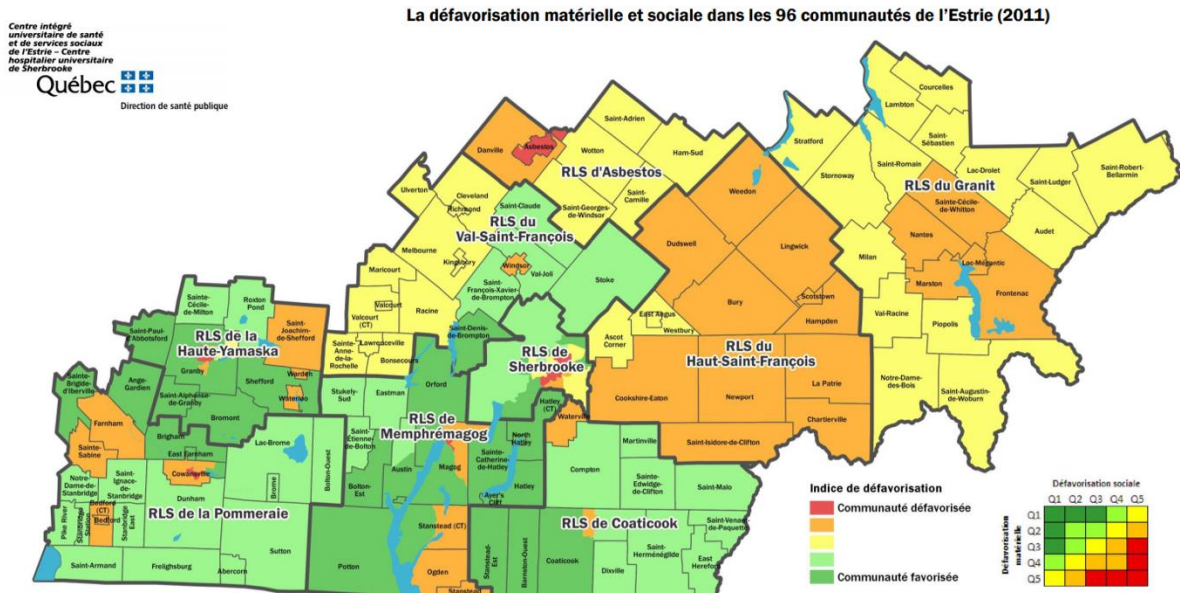 La défavorisation matérielle et sociale dans les 96 communautés de l'Estrie (2011)
Centre intégré
universitaire de santé
et de services sociaux
de l'Estrie – Centre
hospitalier universitaire
de Sherbrooke
Québec
Direction de santé publique
Courcelles
Lambton
Saint-Adrien
Stratford
Saint-
Sébastien
Danville
Asbestos
Wotton
Ham-Sud
Saint-Romain
Lac-Drolet
Saint-Robert-
Bellarmin
RLS d'Asbestos
Stornoway
RLS du Granit
Saint-Ludger
Weedon
Ulverton
Cleveland
Richmond
Saint-Claude
Saint-
Camille
Sainte-Cécile-
de-Whitton
Saint-Georges-
de-Windsor
RLS du
Val-Saint-François
Dudswell
Lingwick
Nantes
Audet
Melbourne
Kingsbury
Windsor
Val-Joli
Milan
Lac-Mégantic
Maricourt
Saint-
François-Xavier-
de-Brompton
Stoke
Marston
Frontenac
Bury
Scotstown
Hampden
Sainte-
Cécile-
de-Milton
Roxton
Pond
Valcourt
Racine
Valcourt (CT)
East Angus
Westbury
Val-Racine
Piopolis
Saint-Paul-
d'Abbotsford
Saint-
Joachim-
de-Shefford
Saint-Denis-
de-Brompton
RLS de la
Haute-Yamaska
Lawrenceville
Sainte-
Anne-
de-la-
Rochelle
Bonsecours
RLS de
Sherbrooke
Ascot
Corner
RLS du
Haut-Saint-François
Granby
Warden
Sainte-
Brigide-
d'Iberville
Ange-
Gardien
Shefford
Waterloo
Stukely-
Sud
Eastman
Orford
Hatley
(CT)
Cookshire-Eaton
Newport
La Patrie
Notre-Dame-
des-Bois
Saint-Augustin-
de-Woburn
Saint-Alphonse-
de-Granby
Bromont
Waterville
Chartierville
Farnham
Brigham
Lac-Brome
Saint-
Étienne-
de-Bolton
RLS de
Memphrémagog
North
Hatley
Martinville
Saint-Isidore-de-Clifton
Sainte-
Sabine
East Farnham
Austin
Magog
Sainte-
Catherine-
de-Hatley
Compton
Cowansville
Bolton-Ouest
Bolton-
Est
Hatley
Sainte-
Edwidge-
de-Clifton
Saint-Malo
Notre-
Dame-de-
Stanbridge
Saint-
Ignace-de-
Stanbridge
Dunham
Brome
Ayer's
Cliff
Bedford
(CT)
Bedford
Pike River
Stanbridge
Station
Stanbridge
East
RLS de la Pommeraie
Stanstead (CT)
RLS de Coaticook
Saint-Venant-
de-Paquette
Sutton
Potton
Stanstead-
Est
Barnston-Ouest
Coaticook
Saint-
Herménégilde
East
Hereford
Saint-Armand
Frelighsburg
Abercorn
Ogden
Stanstead
Dixville
Indice de défavorisation
Communauté défavorisée
Communauté favorisée
Défavorisation sociale
Q1 Q2 Q3 Q4 Q5
Défavorisation
matérielle
Q1
Q2
Q3
Q4
Q5